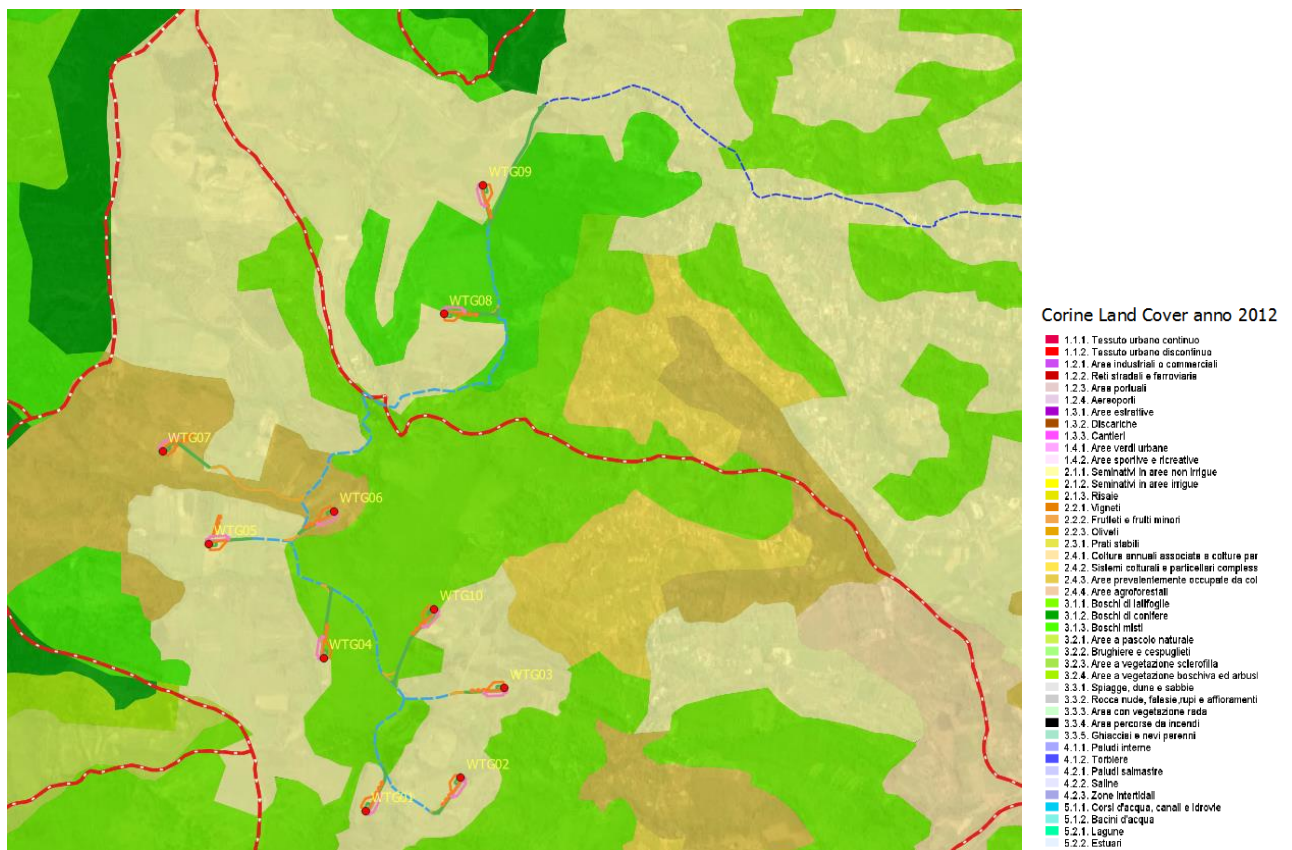 WTG09
WTG08
WTG07
WTG06
WTG05
WTG10
WTG04
WTG03
WTG02
WTG01
Corine Land Cover anno 2012
1.1.1. Tessuto urbano continuo
1.1.2. Tessuto urbano discontinuo
1.2.1. Aree industriali o commerciali
1.2.2. Reti stradali e ferroviarie
1.2.3. Aree portuali
1.2.4. Aereoporti
1.3.1. Aree estrattive
1.3.2. Discariche
1.3.3. Cantieri
1.4.1. Aree verdi urbane
1.4.2. Aree sportive e ricreative
2.1.1. Seminativi in aree non irrigue
2.1.2. Seminativi in aree irrigue
2.1.3. Risaie
2.2.1. Vigneti
2.2.2. Frutteti e frutti minori
2.2.3. Oliveti
2.3.1. Prati stabili
2.4.1. Colture annuali associate a colture per
2.4.2. Sistemi colturali e particellari compless
2.4.3. Aree prevalentemente occupate da col
2.4.4. Aree agroforestali
3.1.1. Boschi di latifoglie
3.1.2. Boschi di conifere
3.1.3. Boschi misti
3.2.1. Aree a pascolo naturale
3.2.2. Brughiere e cespuglieti
3.2.3. Aree a vegetazione sclerofilla
3.2.4. Aree a vegetazione boschiva ed arbust
3.3.1. Spiagge, dune e sabbie
3.3.2. Rocce nude, falesie,rupi e affioramenti
3.3.3. Aree con vegetazione rada
3.3.4. Aree percorse da incendi
3.3.5. Ghiacciai e nevi perenni
4.1.1. Paludi interne
4.1.2. Torbiere
4.2.1. Paludi salmastre
4.2.2. Saline
4.2.3. Zone intertidali
5.1.1. Corsi d'acqua, canali e idrovie
5.1.2. Bacini d'acqua
5.2.1. Lagune
5.2.2. Estuari